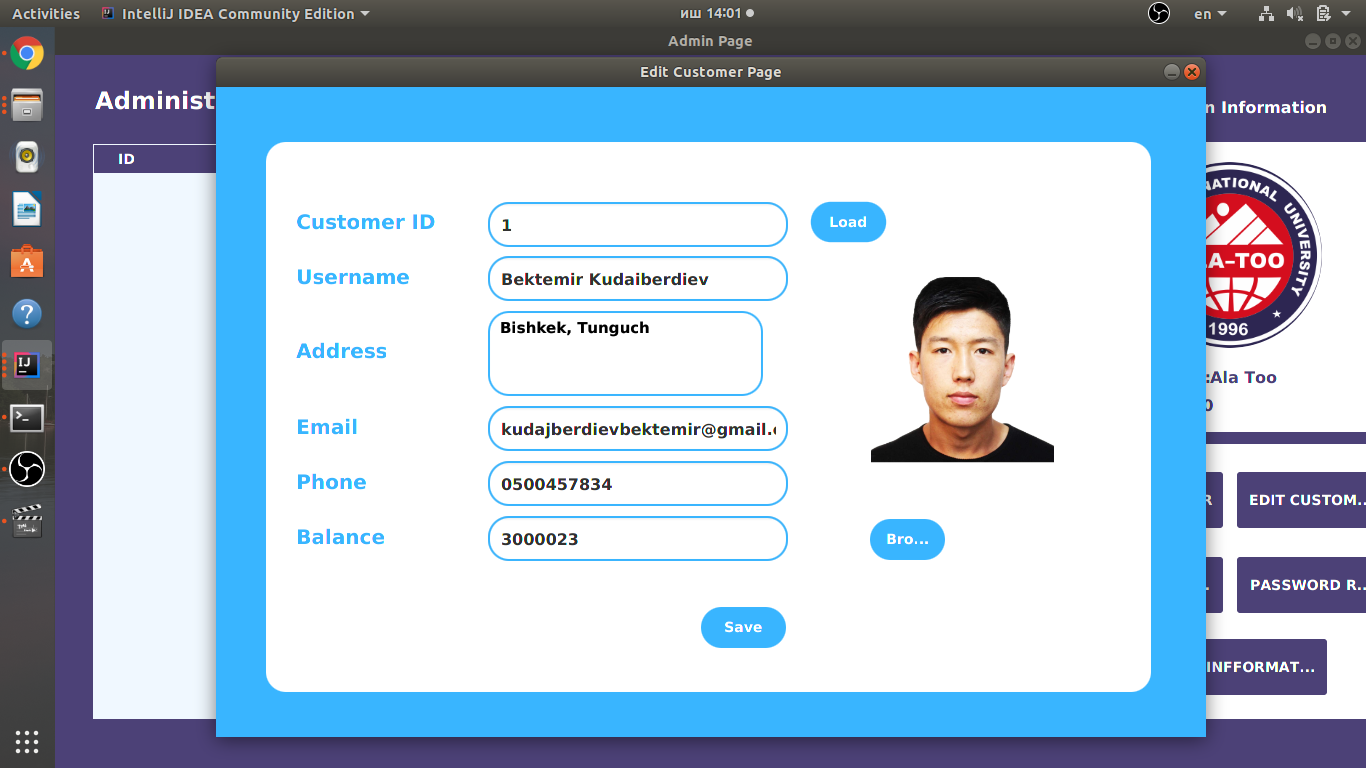 Activities IntelliJ IDEA Community Edition иш 14:01 en
Admin Page
Edit Customer Page
Administ
n Information
ID
Customer ID 1 Load
Username Bektemir Kudaiberdiev
Address Bishkek, Tunguch
Email kudajberdievbektemir@gmail.
Phone 0500457834
Balance 3000023
Bro...
Save
ATIONAL UNIVERSITY
A-TOO
1996
:Ala Too
0
R EDIT CUSTOM...
. PASSWORD R...
INFFORMAT...
IJ